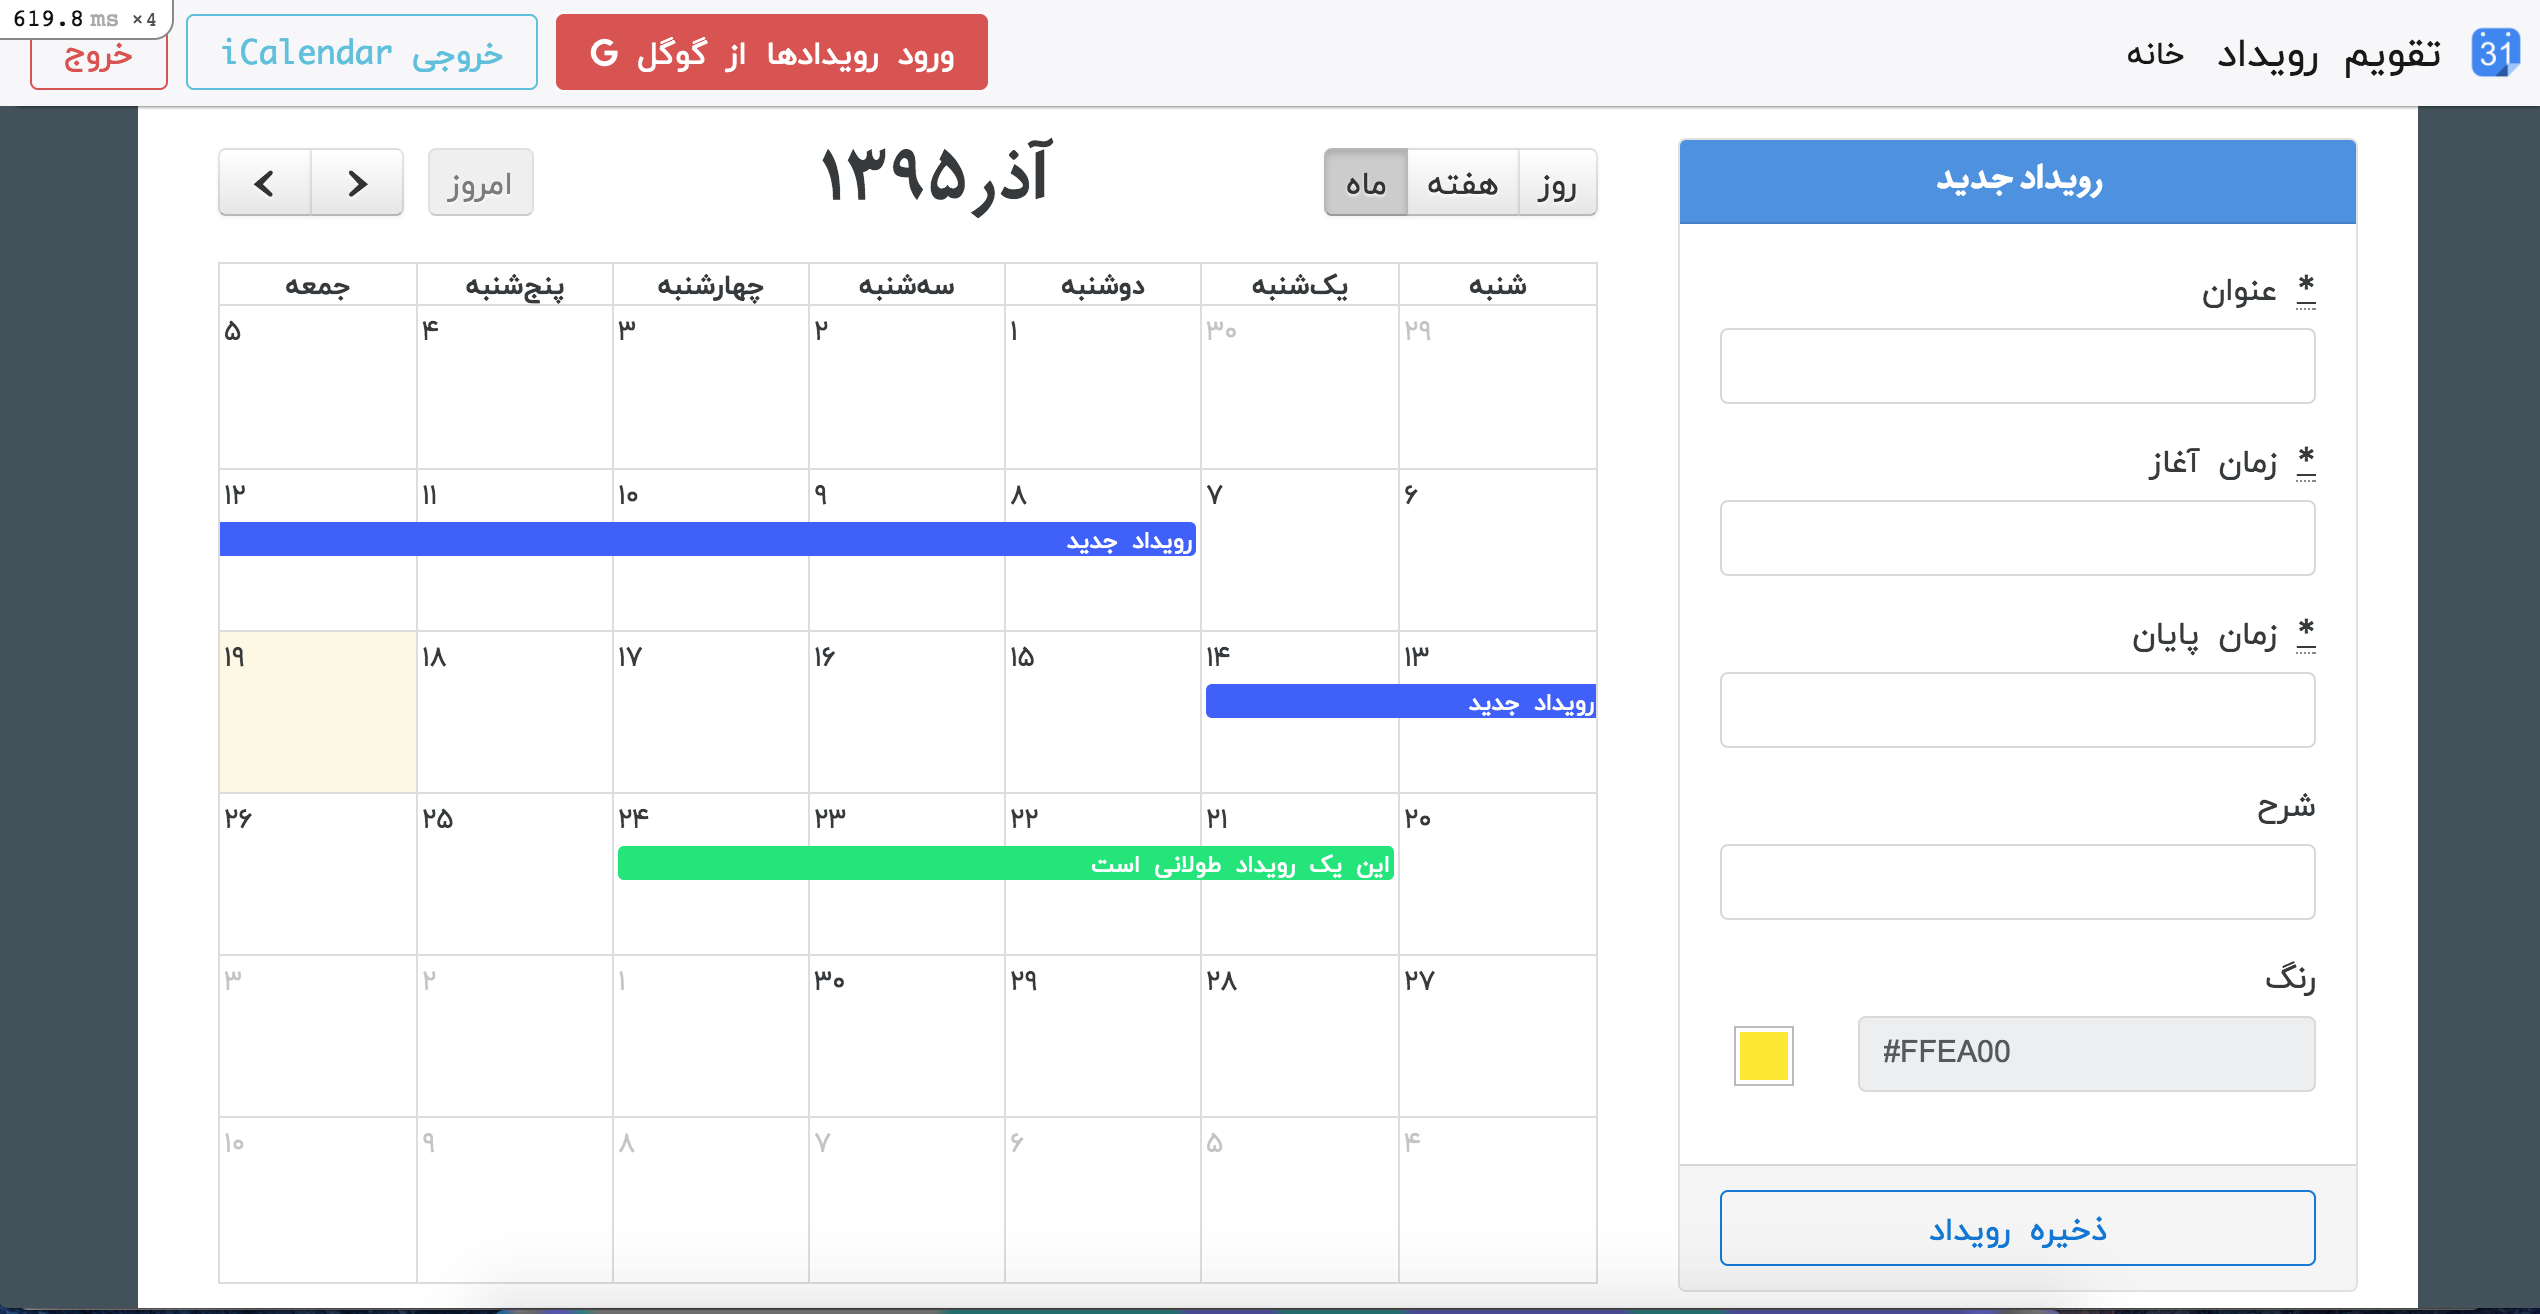 619.8 ms ×4
تقویم رویداد
خانه
ورود رویدادها از گوگل G
خروجی iCalendar
خروج
31
رویداد جدید
* عنوان
* زمان آغاز
* زمان پایان
شرح
رنگ
#FFEA00
ذخیره رویداد
روز هفته ماه
آذر ۱۳۹۵
امروز
شنبه یک‌شنبه دوشنبه سه‌شنبه چهارشنبه پنج‌شنبه جمعه
۲۹ ۳۰ ۱ ۲ ۳ ۴ ۵
۶ ۷ ۸ ۹ ۱۰ ۱۱ ۱۲
رویداد جدید
۱۳ ۱۴ ۱۵ ۱۶ ۱۷ ۱۸ ۱۹
رویداد جدید
۲۰ ۲۱ ۲۲ ۲۳ ۲۴ ۲۵ ۲۶
این یک رویداد طولانی است
۲۷ ۲۸ ۲۹ ۳۰ ۱ ۲ ۳
۴ ۵ ۶ ۷ ۸ ۹ ۱۰